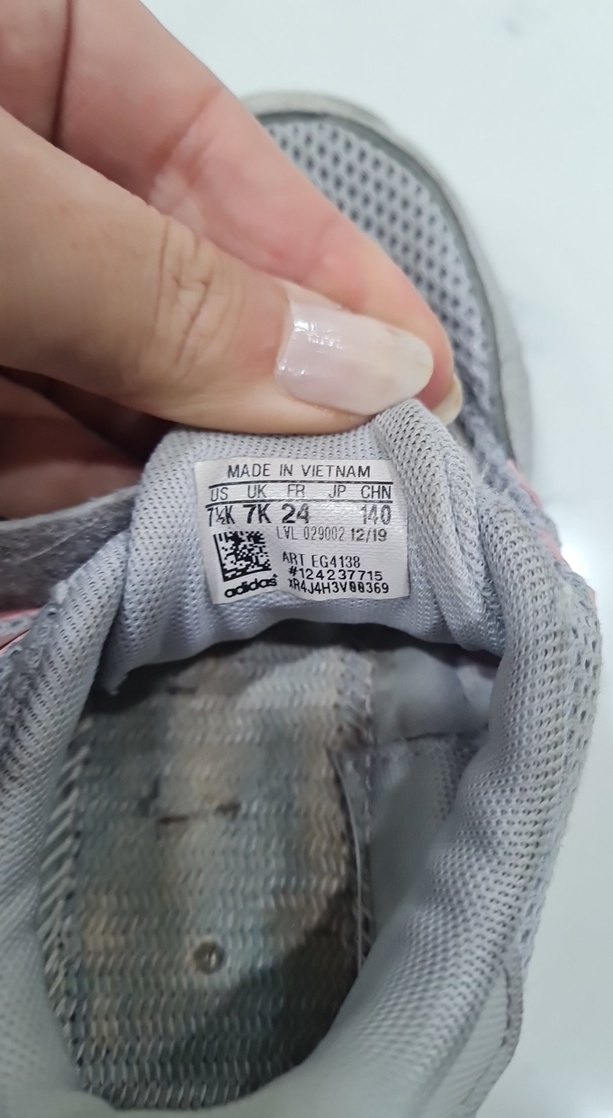 MADE IN VIETNAM
US UK FR JP CHN
7½K 7K 24 140
LVL 029002 12/19
ART EG4138
#124237715
XR4J4H3V00369
adidas